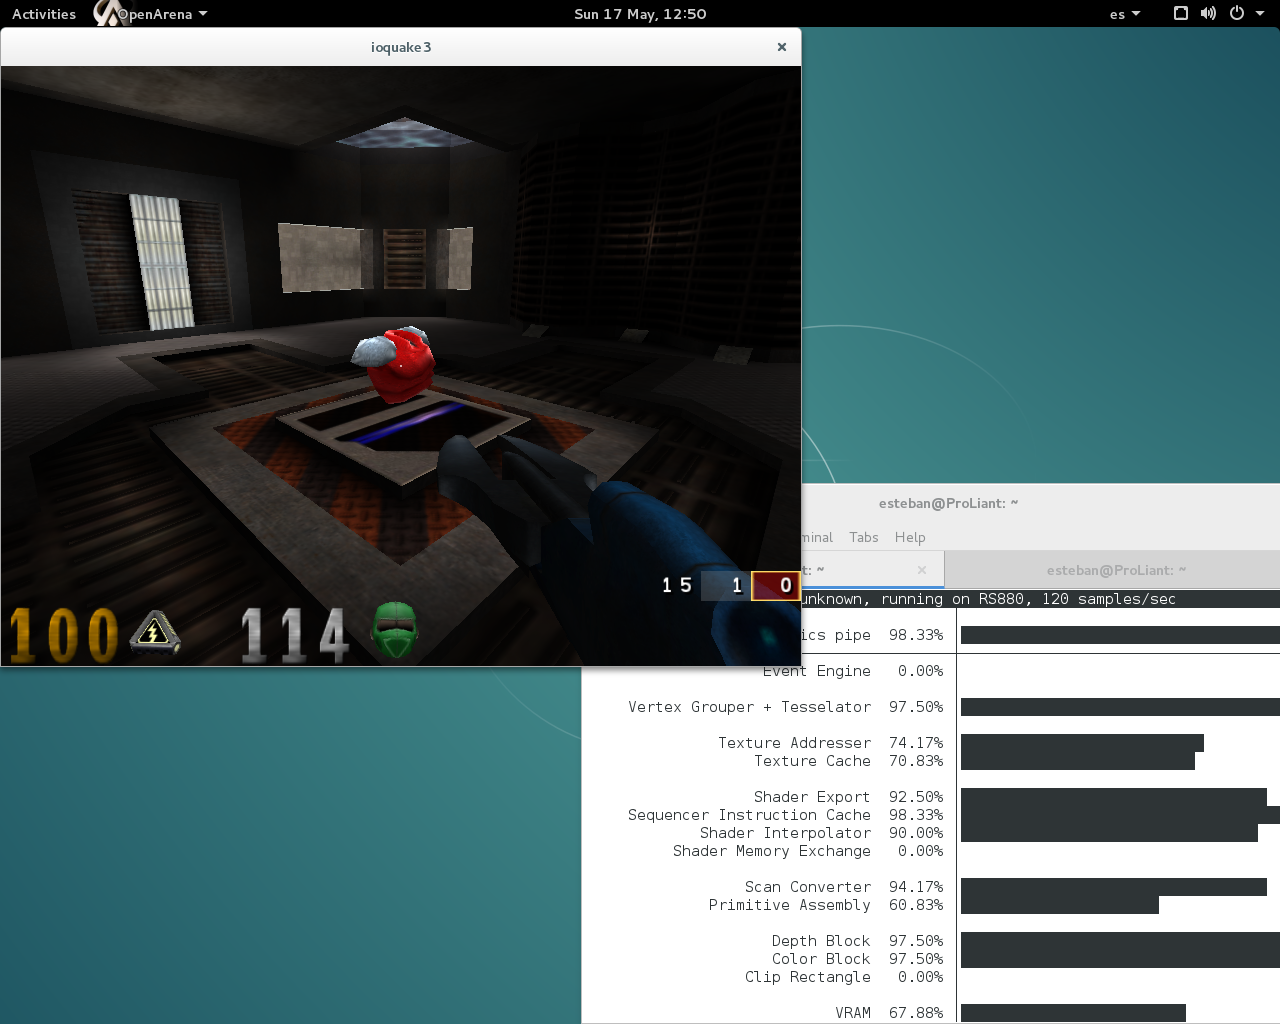 Activities
OpenArena
Sun 17 May, 12:50
es
ioquake3
15 1 0
100
114
esteban@ProLiant: ~
minal Tabs Help
nt: ~
esteban@ProLiant: ~
unknown, running on RS880, 120 samples/sec
ics pipe 98.33%
Event Engine 0.00%
Vertex Grouper + Tesselator 97.50%
Texture Addresser 74.17%
Texture Cache 70.83%
Shader Export 92.50%
Sequencer Instruction Cache 98.33%
Shader Interpolator 90.00%
Shader Memory Exchange 0.00%
Scan Converter 94.17%
Primitive Assembly 60.83%
Depth Block 97.50%
Color Block 97.50%
Clip Rectangle 0.00%
VRAM 67.88%